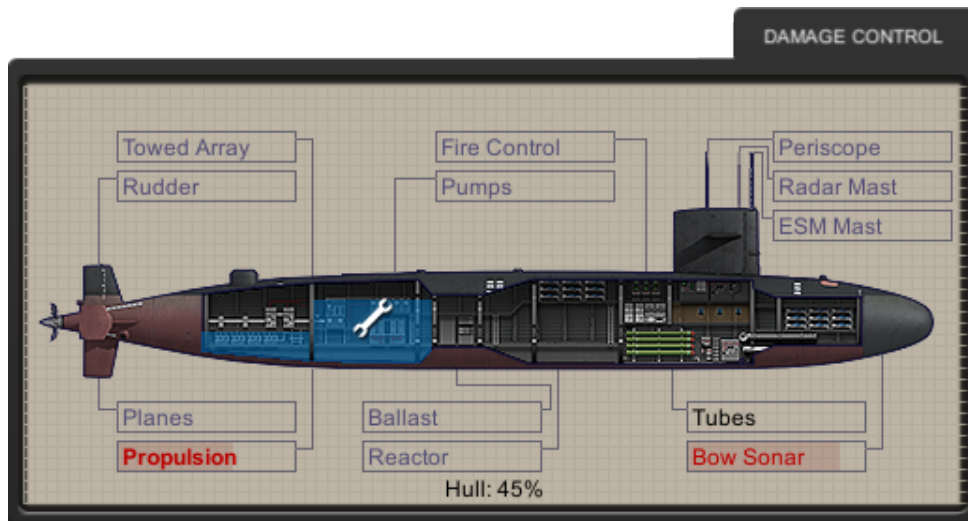 DAMAGE CONTROL
Towed Array
Fire Control
Periscope
Rudder
Pumps
Radar Mast
ESM Mast
Planes
Ballast
Tubes
Propulsion
Reactor
Bow Sonar
Hull: 45%